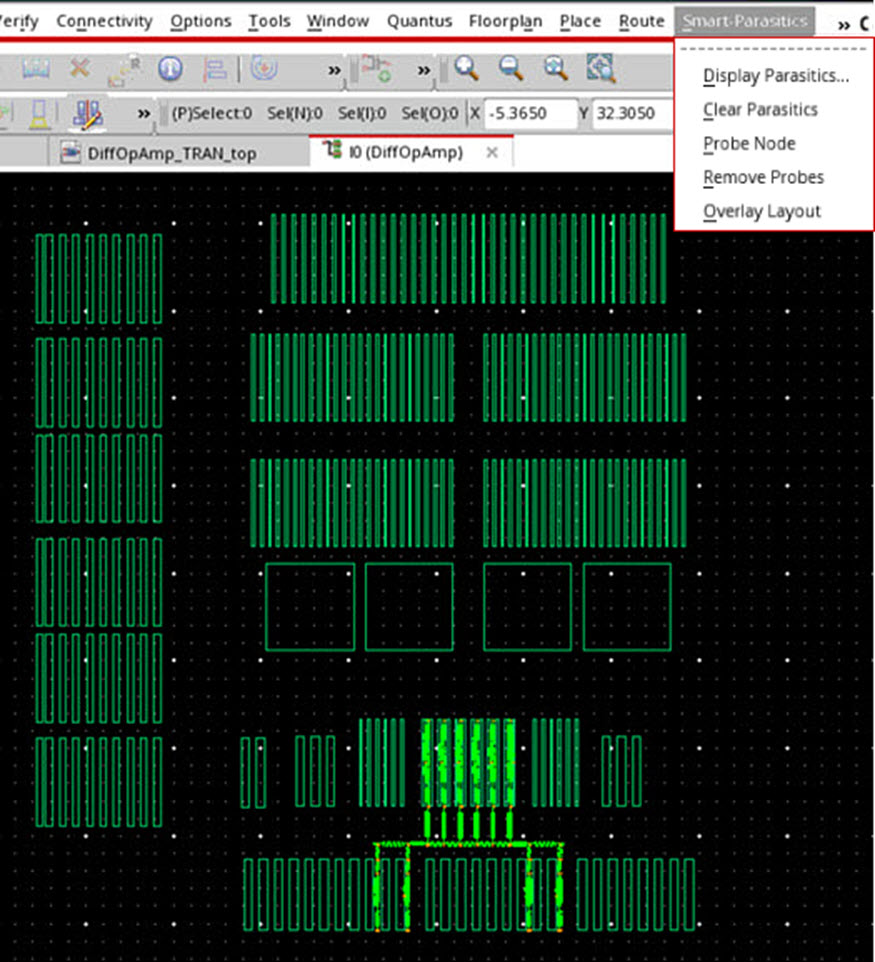 erify Connectivity Options Tools Window Quantus Floorplan Place Route Smart-Parasitics »
Display Parasitics...
Clear Parasitics
Probe Node
Remove Probes
Overlay Layout
» »
» (P)Select:0 Sel(N):0 Sel(I):0 Sel(O):0 X -5.3650 Y 32.3050
DiffOpAmp_TRAN_top I0 (DiffOpAmp) ×